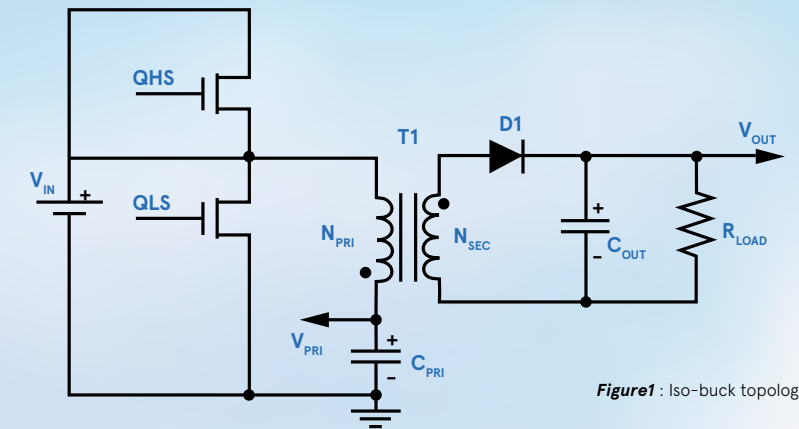 QHS
T1
D1
VOUT
VIN
+
QLS
NPRI
NSEC
+
COUT
-
RLOAD
VPRI
+
CPRI
-
Figure1 : Iso-buck topolog